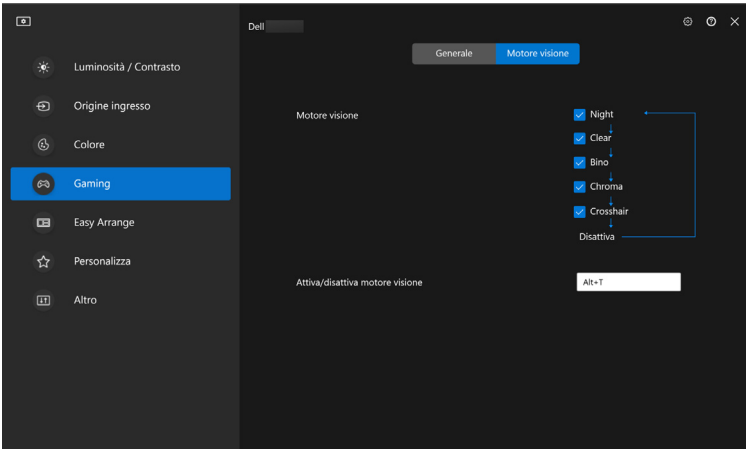 Dell
Generale
Motore visione
Luminosità / Contrasto
Origine ingresso
Colore
Gaming
Easy Arrange
Personalizza
Altro
Motore visione
Night
Clear
Bino
Chroma
Crosshair
Disattiva
Attiva/disattiva motore visione
Alt+T